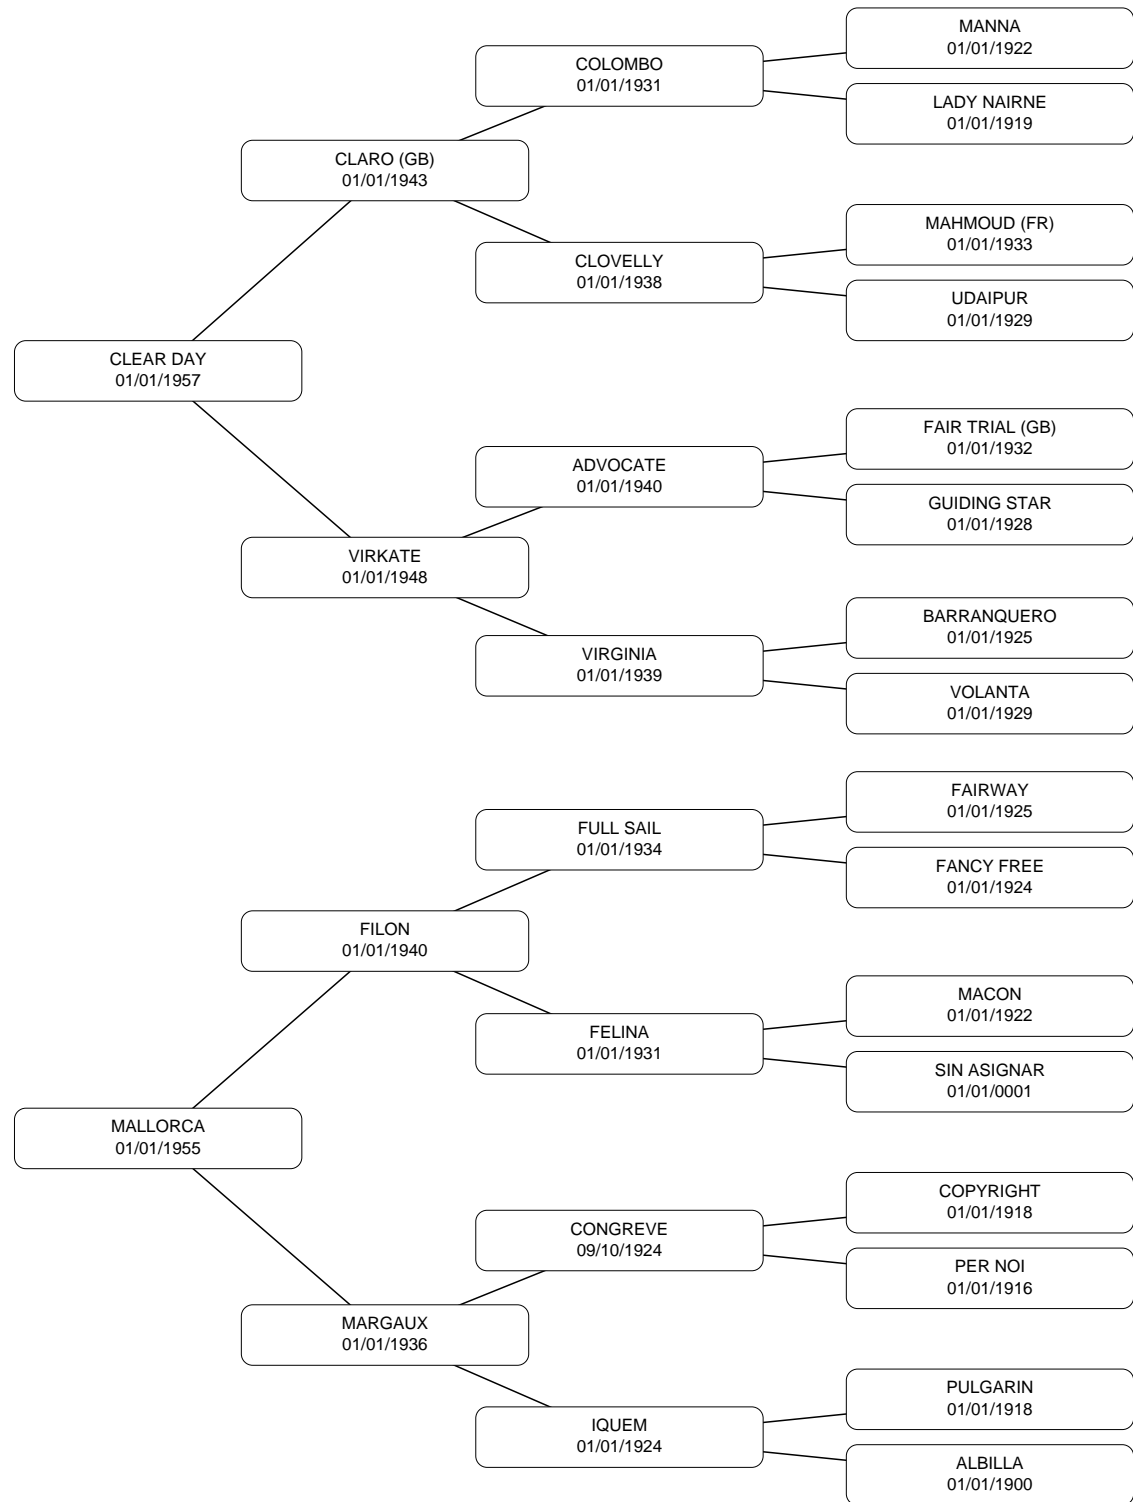 MANNA
01/01/1922
COLOMBO
01/01/1931
LADY NAIRNE
01/01/1919
CLARO (GB)
01/01/1943
MAHMOUD (FR)
01/01/1933
CLOVELLY
01/01/1938
UDAIPUR
01/01/1929
CLEAR DAY
01/01/1957
FAIR TRIAL (GB)
01/01/1932
ADVOCATE
01/01/1940
GUIDING STAR
01/01/1928
VIRKATE
01/01/1948
BARRANQUERO
01/01/1925
VIRGINIA
01/01/1939
VOLANTA
01/01/1929
FAIRWAY
01/01/1925
FULL SAIL
01/01/1934
FANCY FREE
01/01/1924
FILON
01/01/1940
MACON
01/01/1922
FELINA
01/01/1931
SIN ASIGNAR
01/01/0001
MALLORCA
01/01/1955
COPYRIGHT
01/01/1918
CONGREVE
09/10/1924
PER NOI
01/01/1916
MARGAUX
01/01/1936
PULGARIN
01/01/1918
IQUEM
01/01/1924
ALBILLA
01/01/1900